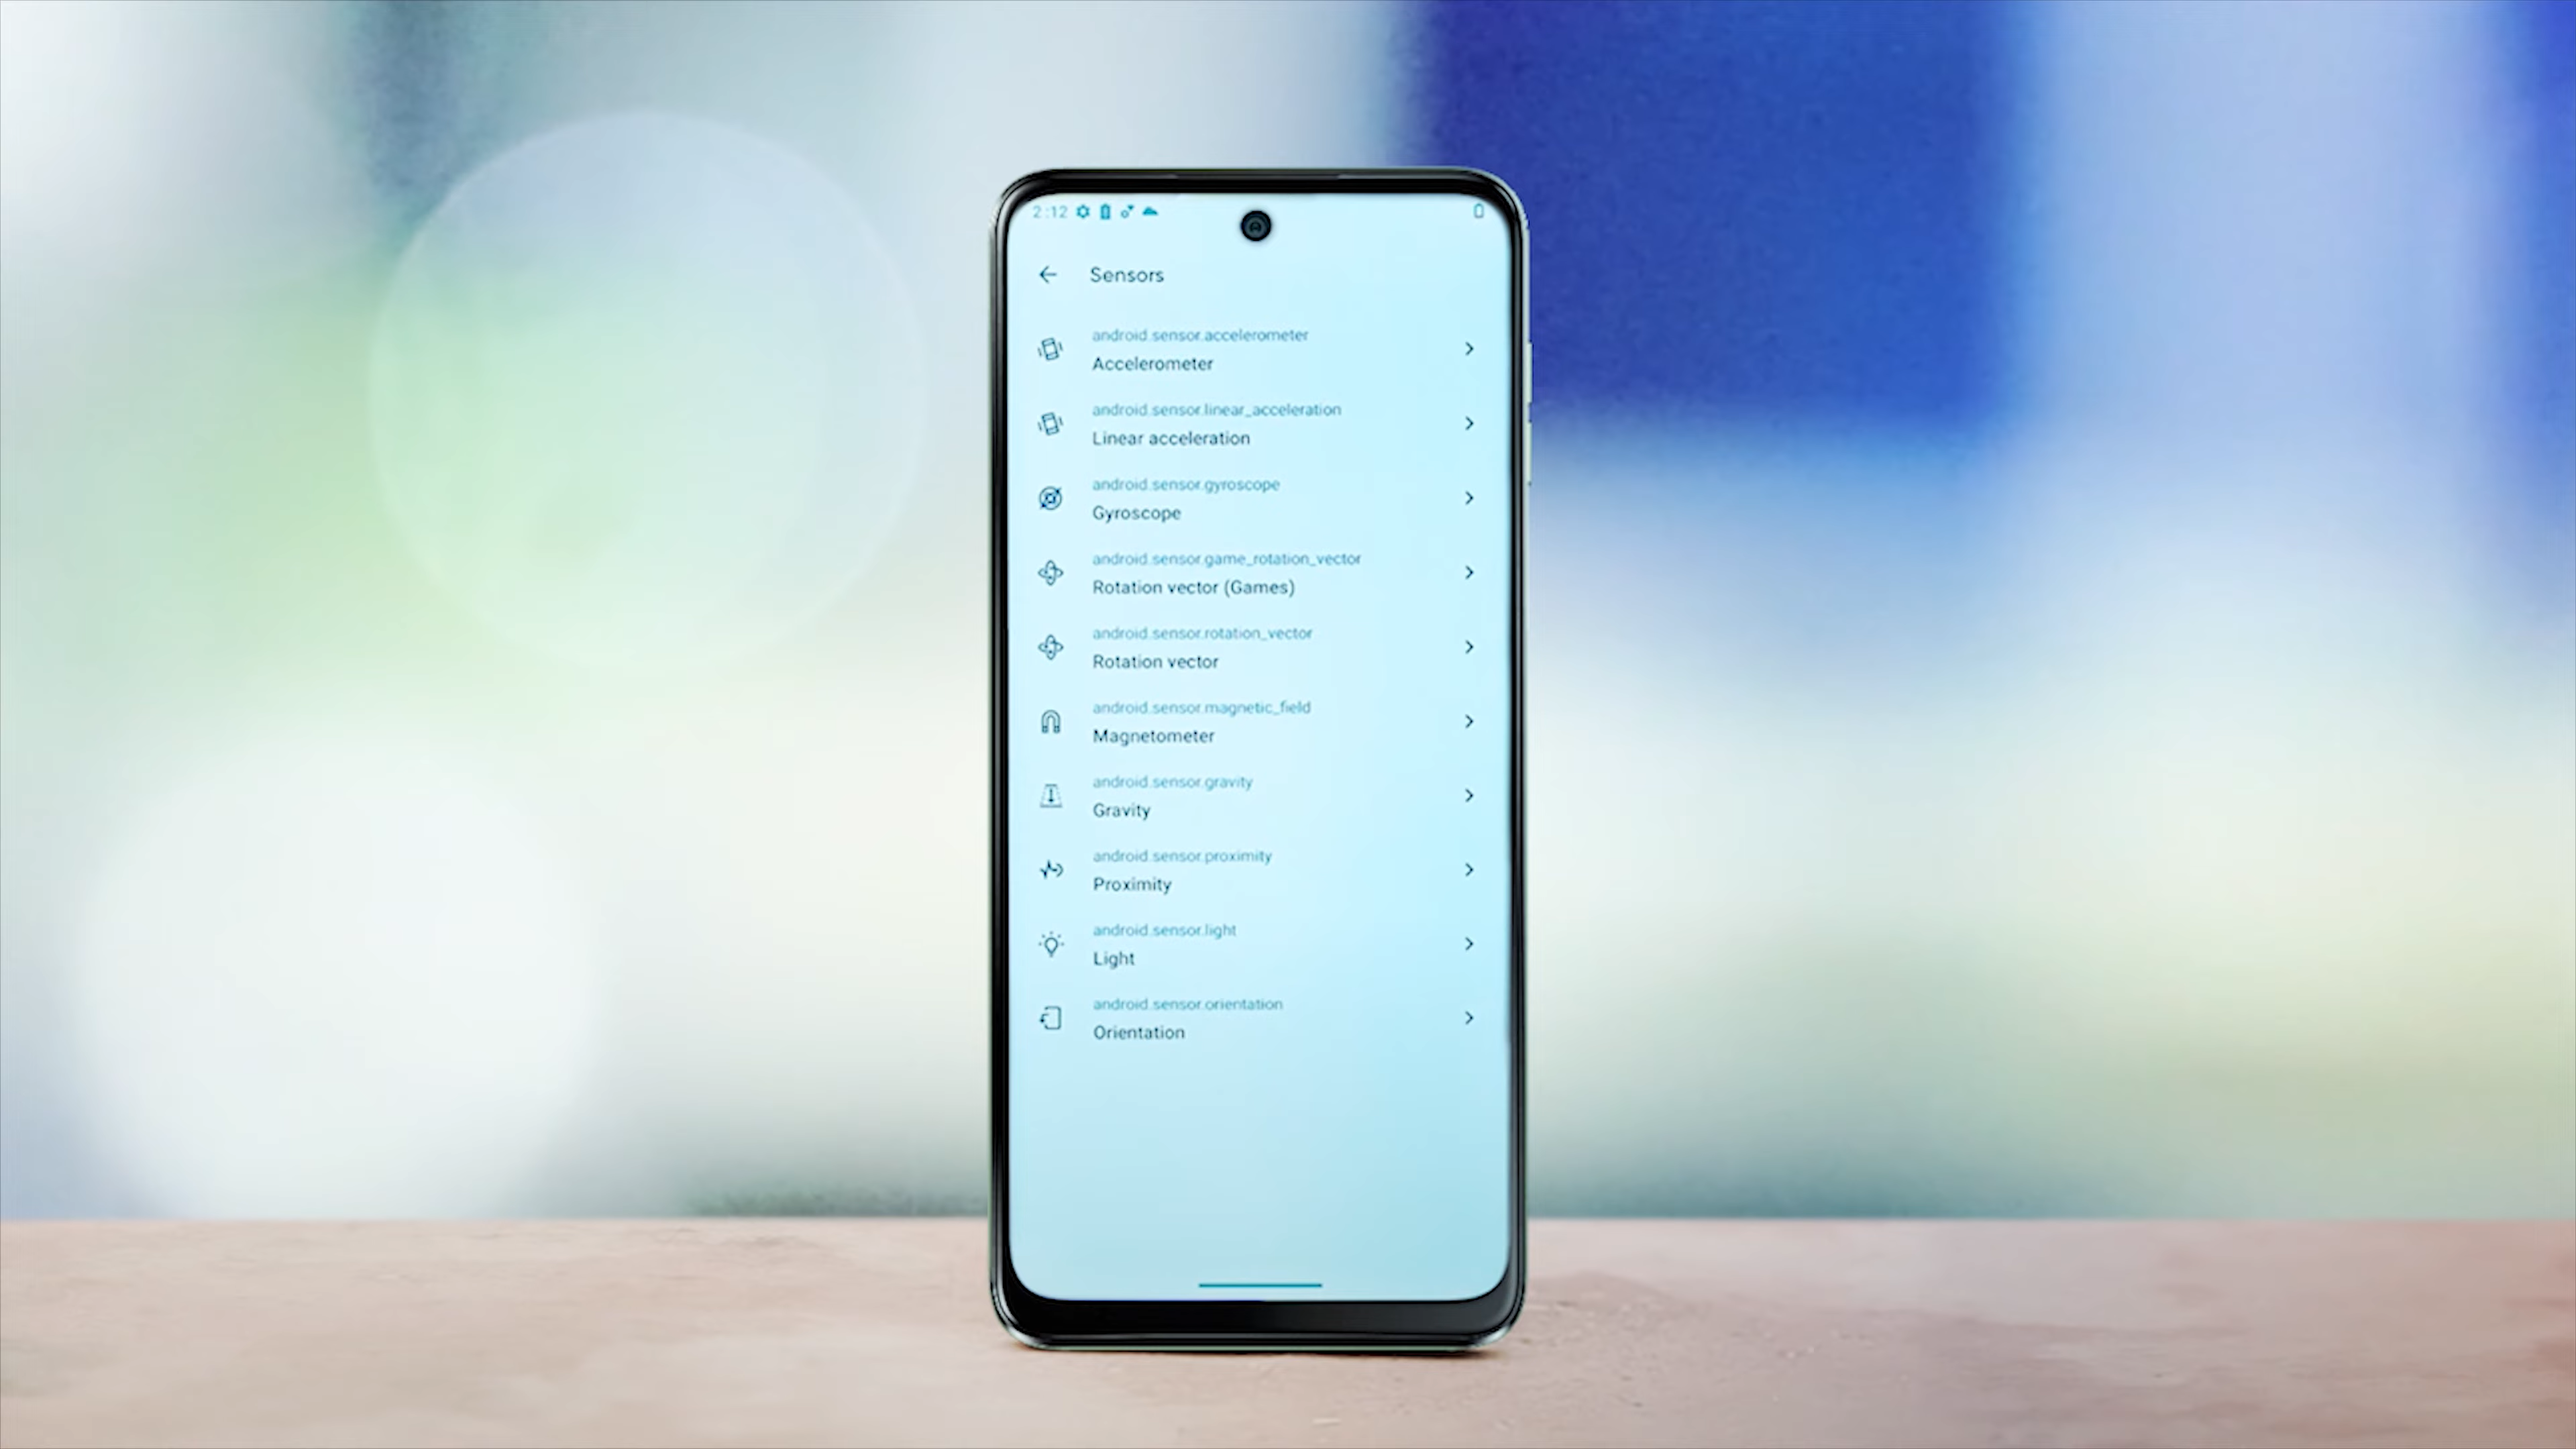 2:12
Sensors
android.sensor.accelerometer
Accelerometer
android.sensor.linear_acceleration
Linear acceleration
android.sensor.gyroscope
Gyroscope
android.sensor.game_rotation_vector
Rotation vector (Games)
android.sensor.rotation_vector
Rotation vector
android.sensor.magnetic_field
Magnetometer
android.sensor.gravity
Gravity
android.sensor.proximity
Proximity
android.sensor.light
Light
android.sensor.orientation
Orientation